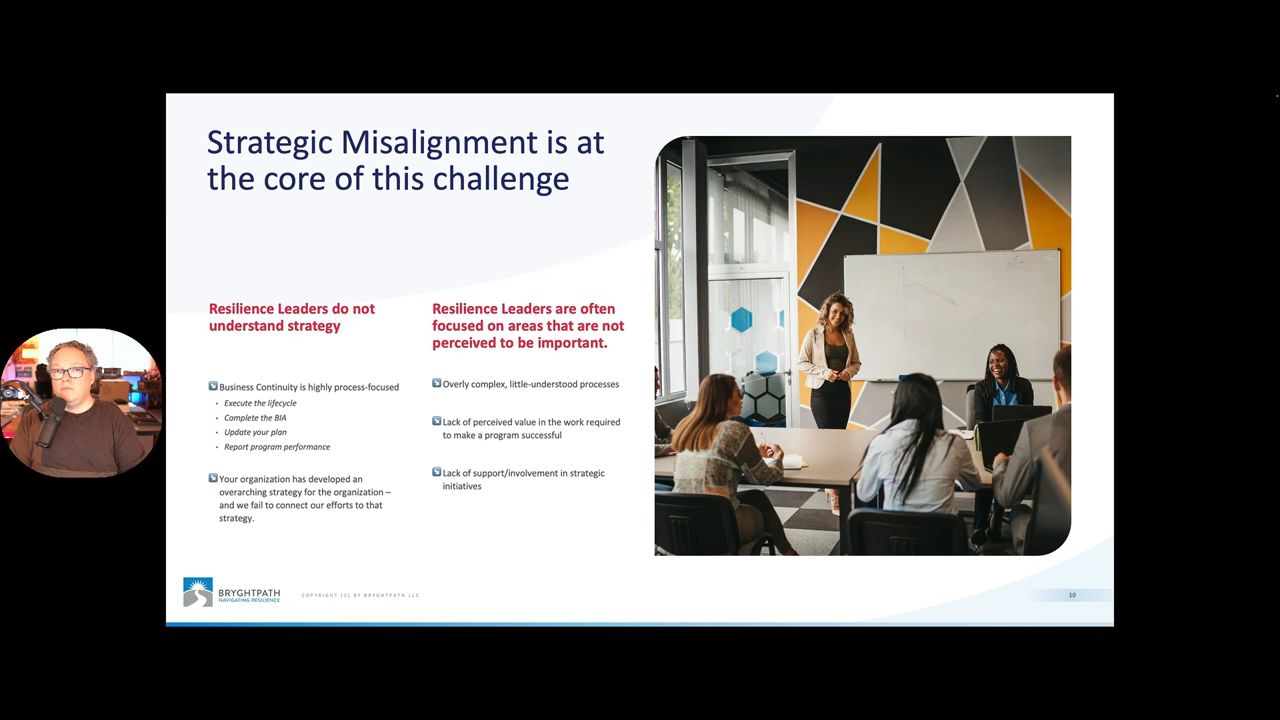 Strategic Misalignment is at
the core of this challenge
Resilience Leaders do not
understand strategy
Business Continuity is highly process-focused
Execute the lifecycle
Complete the BIA
Update your plan
Report program performance
Your organization has developed an
overarching strategy for the organization –
and we fail to connect our efforts to that
strategy.
Resilience Leaders are often
focused on areas that are not
perceived to be important.
Overly complex, little-understood processes
Lack of perceived value in the work required
to make a program successful
Lack of support/involvement in strategic
initiatives
BRYGHTPATH
NAVIGATING RESILIENCE
COPYRIGHT (C) BY BRYGHTPATH LLC
10